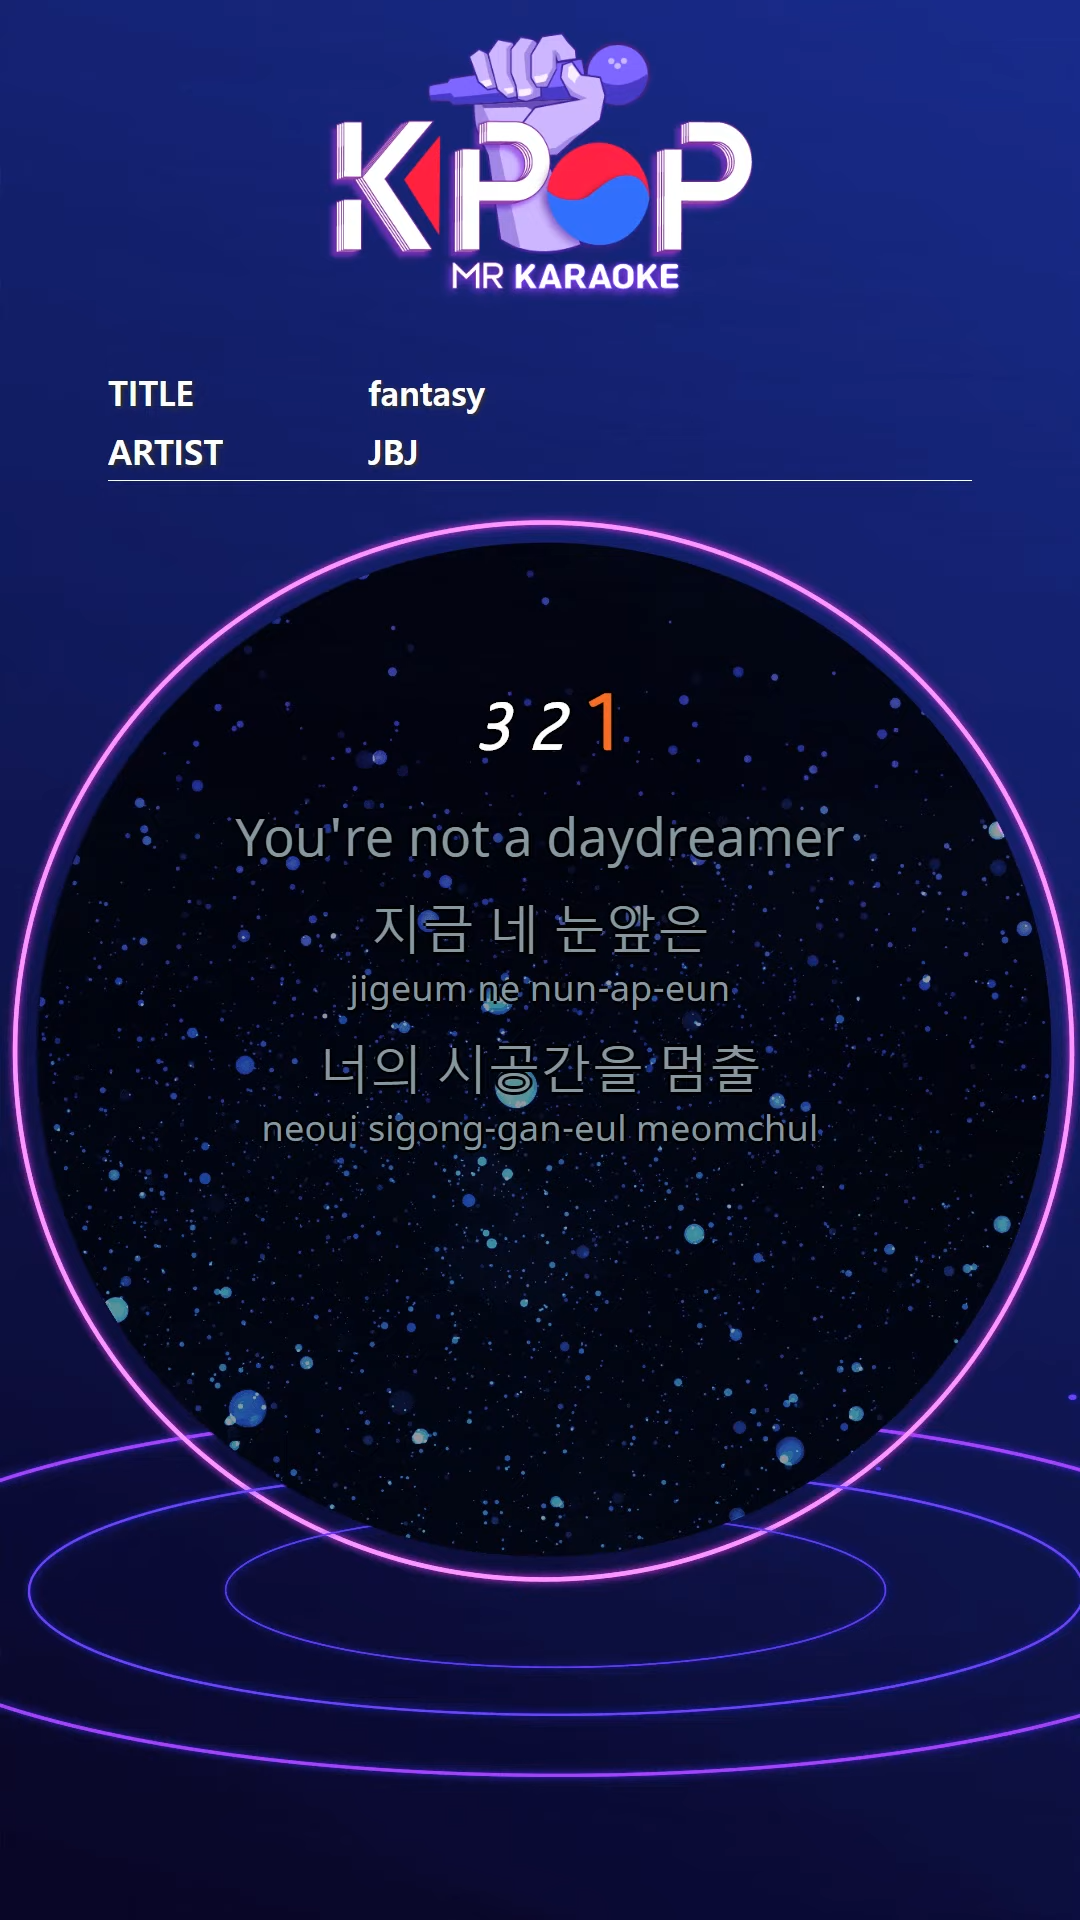 KPOP
MR KARAOKE
TITLE fantasy
ARTIST JBJ
3 2 1
You're not a daydreamer
지금 네 눈앞은
jigeum ne nun-ap-eun
너의 시공간을 멈출
neoui sigong-gan-eul meomchul